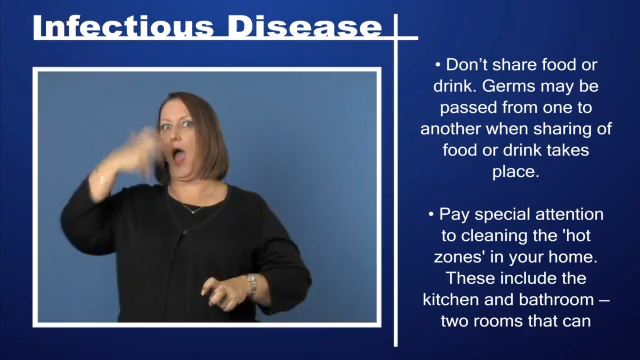 Infectious Disease
• Don't share food or
drink. Germs may be
passed from one to
another when sharing of
food or drink takes
place.
• Pay special attention
to cleaning the 'hot
zones' in your home.
These include the
kitchen and bathroom –
two rooms that can